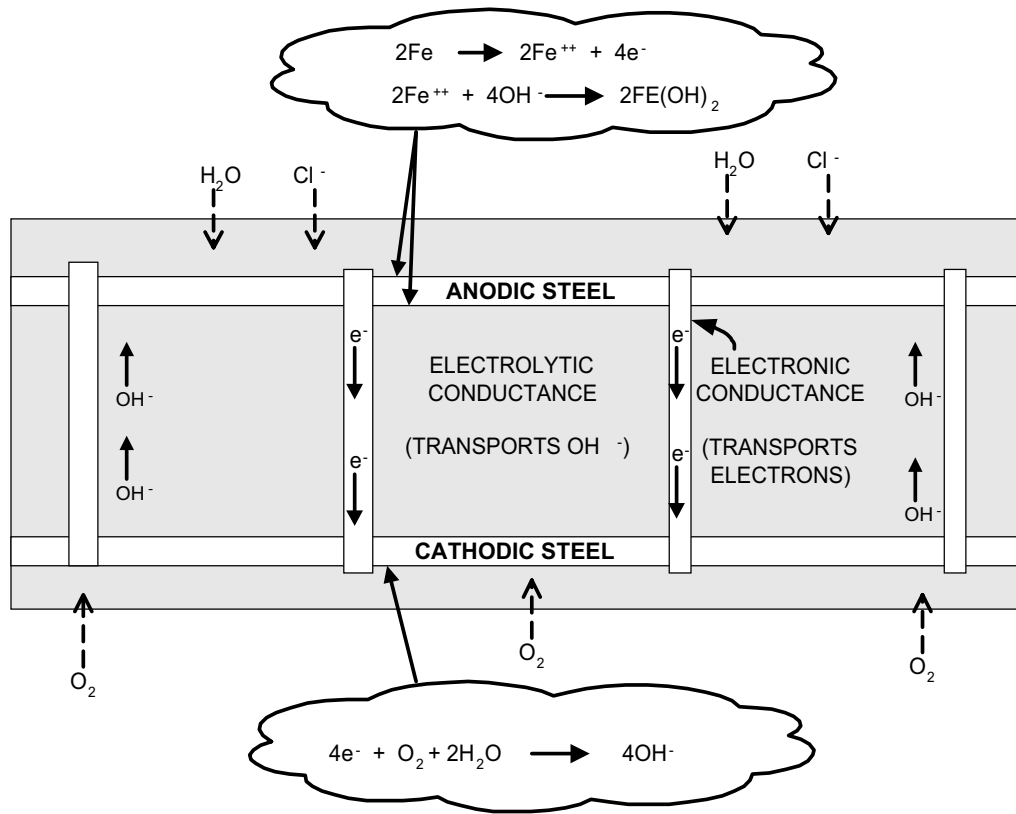 2Fe → 2Fe⁺⁺ + 4e⁻
2Fe⁺⁺ + 4OH⁻ → 2FE(OH)₂
H₂O Cl⁻ H₂O Cl⁻
ANODIC STEEL
e⁻ e⁻
ELECTROLYTIC
CONDUCTANCE
(TRANSPORTS OH⁻)
ELECTRONIC
CONDUCTANCE
(TRANSPORTS
ELECTRONS)
OH⁻ OH⁻
e⁻ e⁻
OH⁻ OH⁻
CATHODIC STEEL
O₂ O₂ O₂
4e⁻ + O₂ + 2H₂O → 4OH⁻